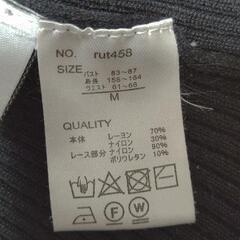 NO. rut458
SIZE バスト 83~87
身長 156~164
ウエスト 61~68
M
QUALITY
本体 レーヨン 70%
ナイロン 30%
レース部分 ナイロン 90%
ポリウレタン 10%
F W